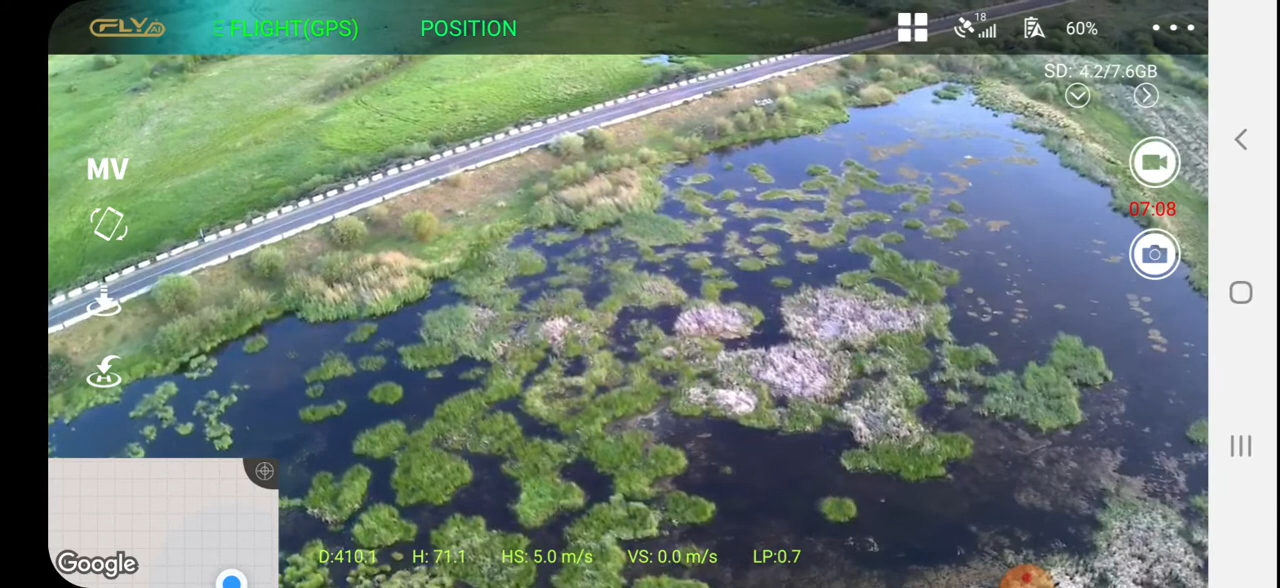 FLY AI
E FLIGHT(GPS)
POSITION
18
60%
SD: 4.2/7.6GB
MV
07:08
H
Google
D:410.1 H: 71.1 HS: 5.0 m/s VS: 0.0 m/s LP:0.7